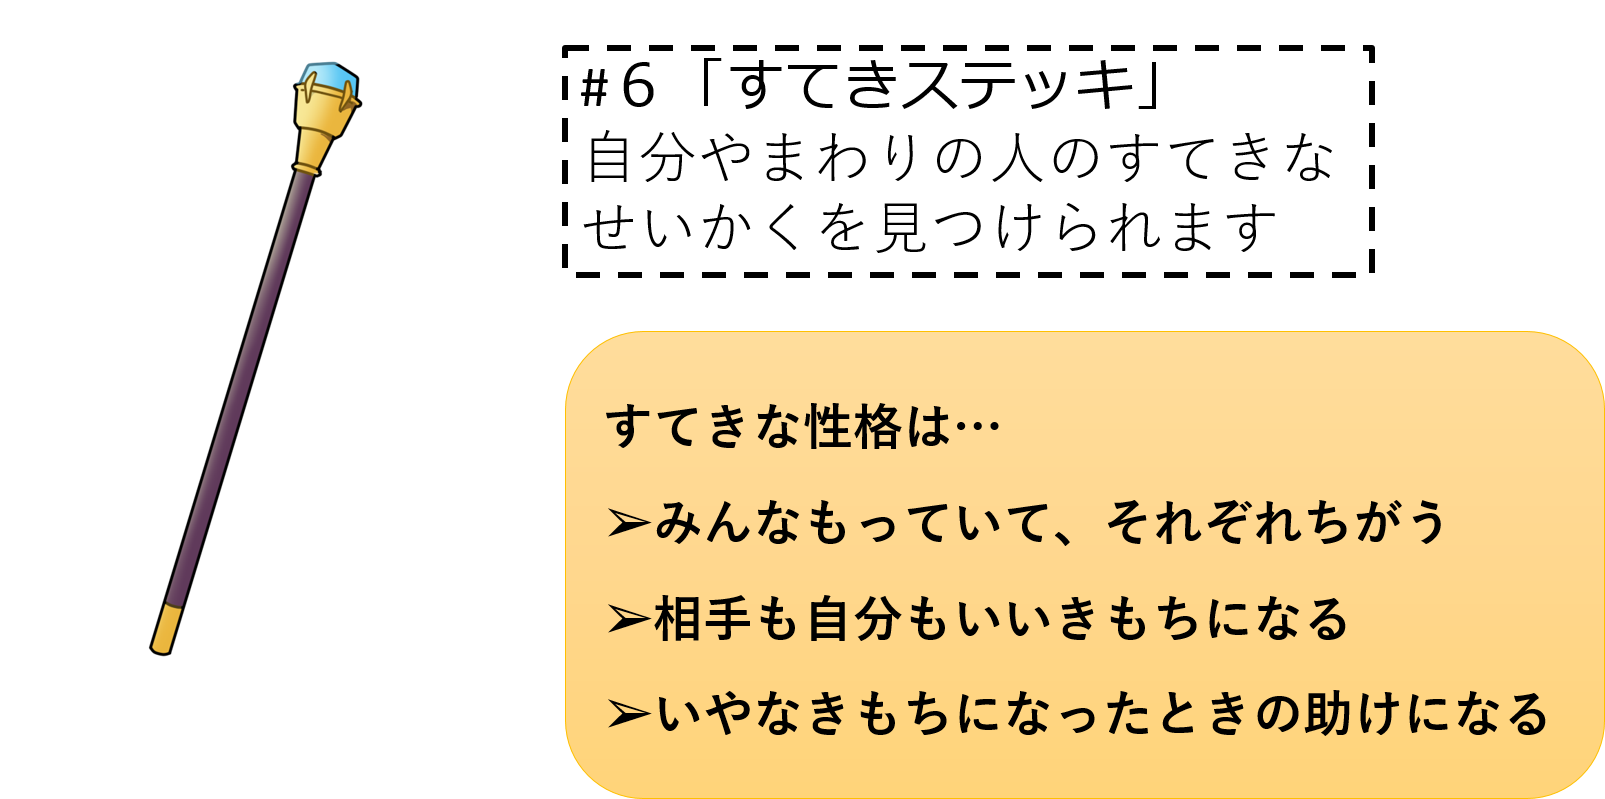 #６「すてきステッキ」
自分やまわりの人のすてきな
せいかくを見つけられます
すてきな性格は…
➢みんなもっていて、それぞれちがう
➢相手も自分もいいきもちになる
➢いやなきもちになったときの助けになる